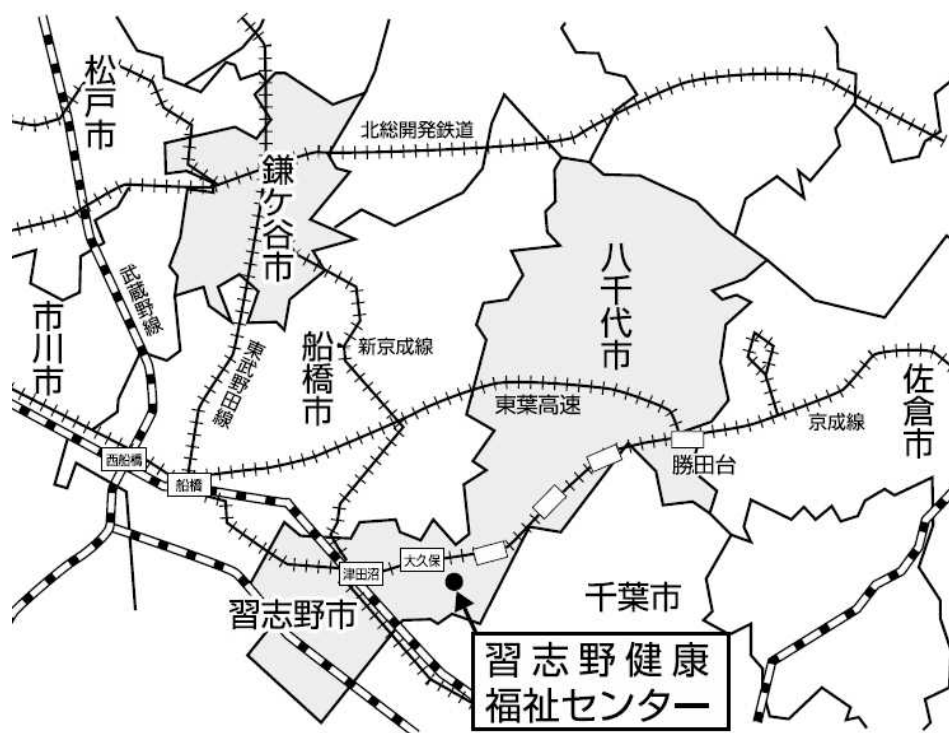 松戸市
北総開発鉄道
鎌ケ谷市
八千代市
武蔵野線
市川市
船橋市
新京成線
東武野田線
東葉高速
佐倉市
京成線
勝田台
西船橋
船橋
大久保
津田沼
千葉市
習志野市
習志野健康
福祉センター